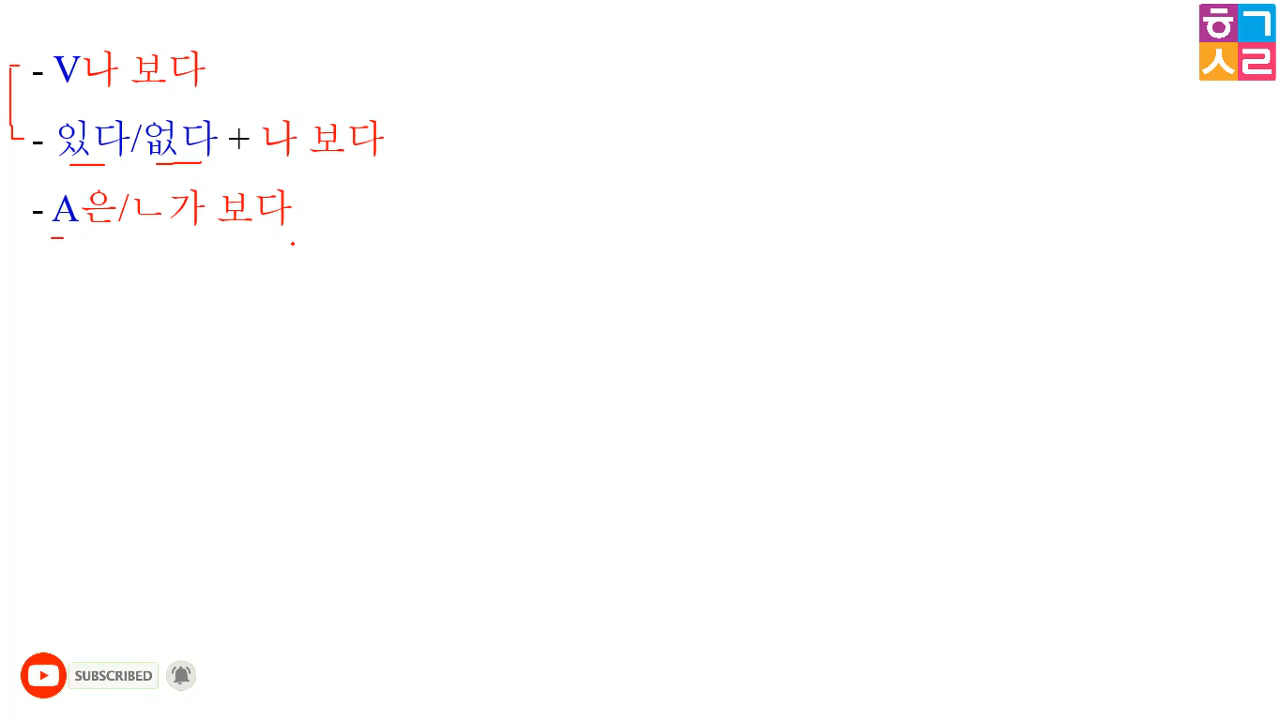 - V나 보다
- 있다/없다 + 나 보다
- A은/ㄴ가 보다
ㅎㄱ
ㅅㄹ
SUBSCRIBED